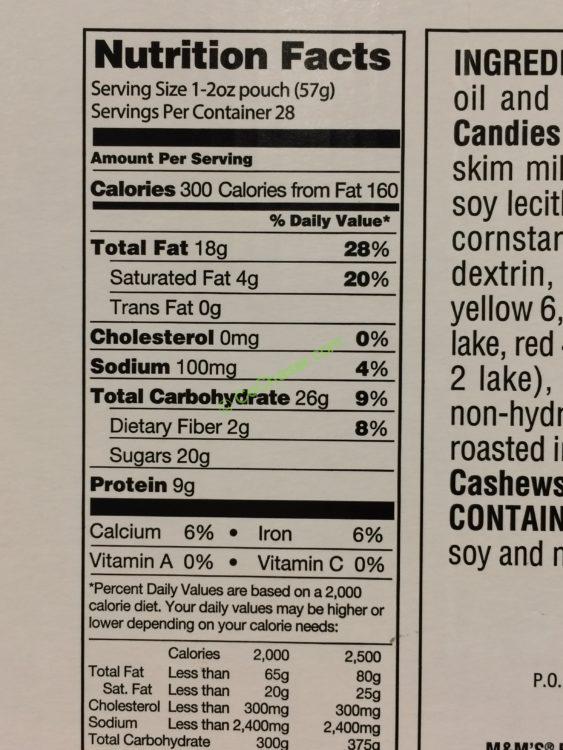 Nutrition Facts
Serving Size 1-2oz pouch (57g)
Servings Per Container 28
Amount Per Serving
Calories 300 Calories from Fat 160
% Daily Value*
Total Fat 18g 28%
Saturated Fat 4g 20%
Trans Fat 0g
Cholesterol 0mg 0%
Sodium 100mg 4%
Total Carbohydrate 26g 9%
Dietary Fiber 2g 8%
Sugars 20g
Protein 9g
Calcium 6% • Iron 6%
Vitamin A 0% • Vitamin C 0%
*Percent Daily Values are based on a 2,000
calorie diet. Your daily values may be higher or
lower depending on your calorie needs:
Calories 2,000 2,500
Total Fat Less than 65g 80g
Sat. Fat Less than 20g 25g
Cholesterol Less than 300mg 300mg
Sodium Less than 2,400mg 2,400mg
Total Carbohydrate 300g 375g
INGREDI
oil and
Candies
skim mil
soy lecit
cornstar
dextrin,
yellow 6,
lake, red
2 lake),
non-hydr
roasted i
Cashews
CONTAIN
soy and
P.O.
M&M'S®